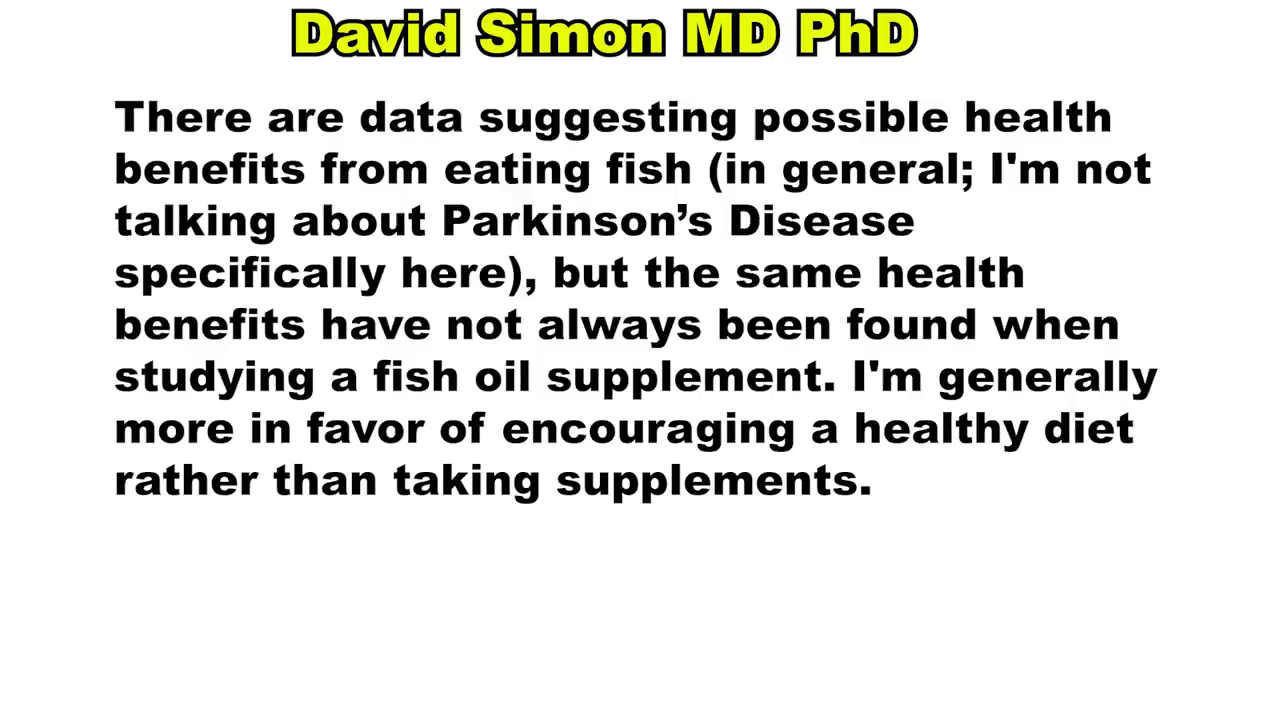 David Simon MD PhD
There are data suggesting possible health
benefits from eating fish (in general; I'm not
talking about Parkinson’s Disease
specifically here), but the same health
benefits have not always been found when
studying a fish oil supplement. I'm generally
more in favor of encouraging a healthy diet
rather than taking supplements.